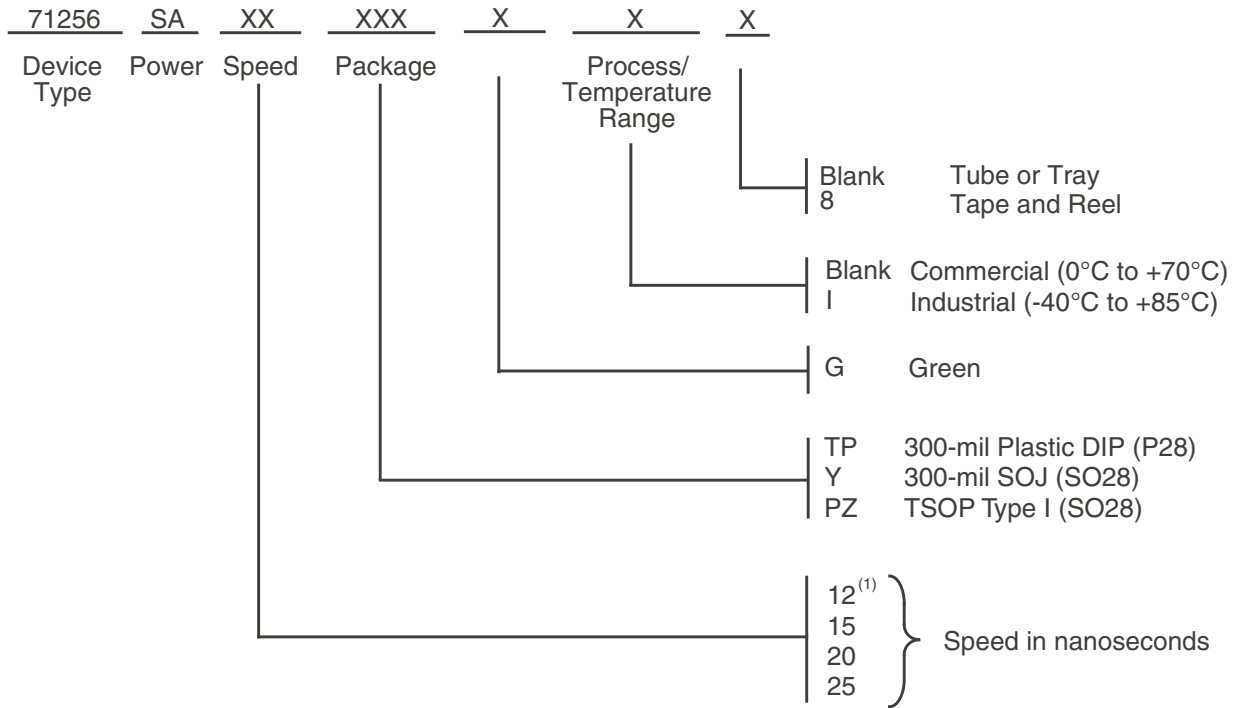 71256 SA XX XXX X X X
Device Type Power Speed Package Process/
Temperature
Range
Blank Tube or Tray
8 Tape and Reel
Blank Commercial (0°C to +70°C)
I Industrial (-40°C to +85°C)
G Green
TP 300-mil Plastic DIP (P28)
Y 300-mil SOJ (SO28)
PZ TSOP Type I (SO28)
12(1)
15
20
25
Speed in nanoseconds